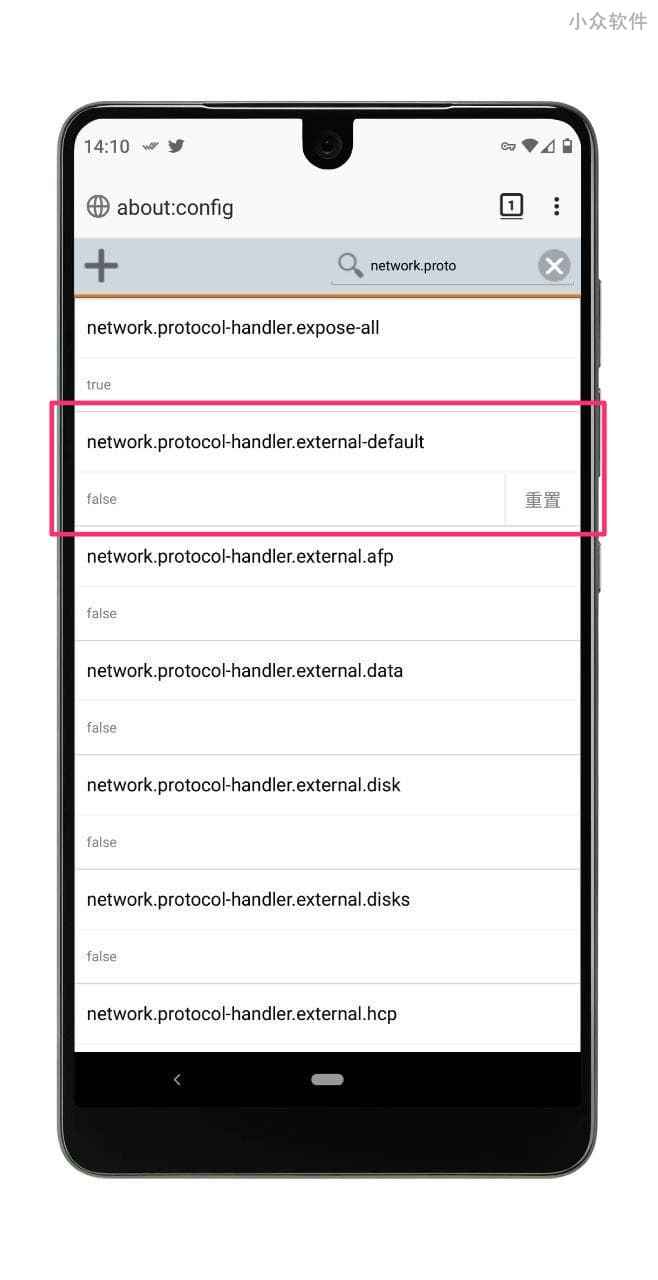 小众软件
14:10
about:config
1
network.proto
network.protocol-handler.expose-all
true
network.protocol-handler.external-default
false
重置
network.protocol-handler.external.afp
false
network.protocol-handler.external.data
false
network.protocol-handler.external.disk
false
network.protocol-handler.external.disks
false
network.protocol-handler.external.hcp